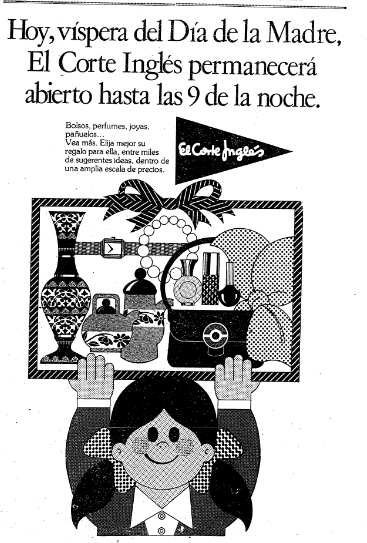 Hoy, víspera del Día de la Madre,
El Corte Inglés permanecerá
abierto hasta las 9 de la noche.
Bolsos, perfumes, joyas,
pañuelos...
Vea más. Elija mejor su
regalo para ella, entre miles
de sugerentes ideas, dentro de
una amplia escala de precios.
El Corte Inglés